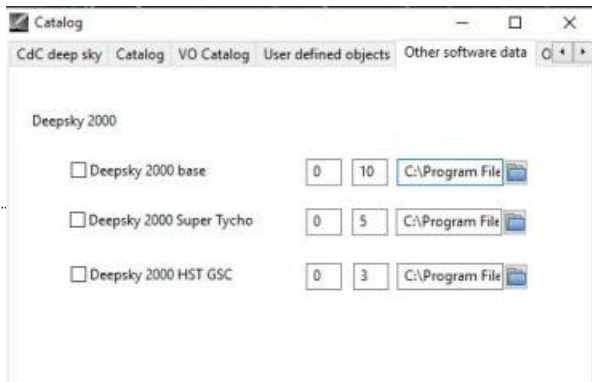 Catalog
CdC deep sky Catalog VO Catalog User defined objects Other software data O
Deepsky 2000
Deepsky 2000 base 0 10 C:\Program File
Deepsky 2000 Super Tycho 0 5 C:\Program File
Deepsky 2000 HST GSC 0 3 C:\Program File